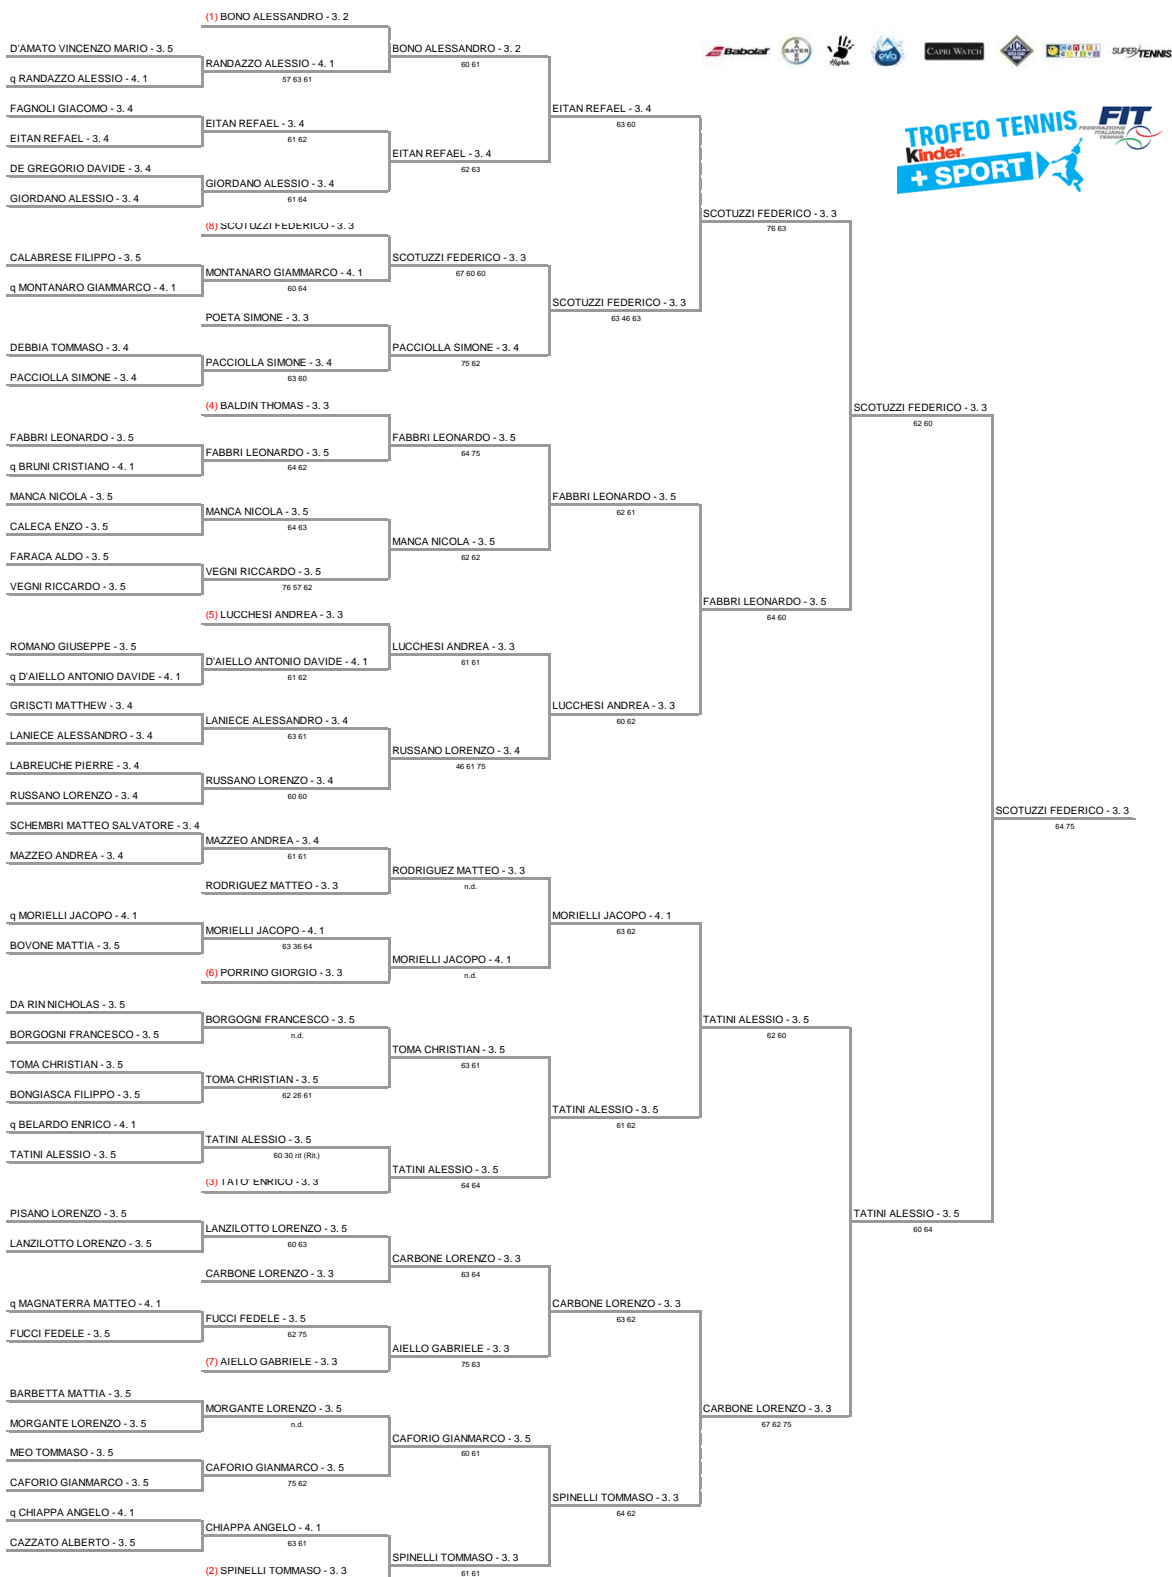 (1) BONO ALESSANDRO - 3. 2
D'AMATO VINCENZO MARIO - 3. 5
BONO ALESSANDRO - 3. 2
60 61
RANDAZZO ALESSIO - 4. 1
57 63 61
q RANDAZZO ALESSIO - 4. 1
FAGNOLI GIACOMO - 3. 4
EITAN REFAEL - 3. 4
63 60
EITAN REFAEL - 3. 4
61 62
EITAN REFAEL - 3. 4
EITAN REFAEL - 3. 4
62 63
DE GREGORIO DAVIDE - 3. 4
GIORDANO ALESSIO - 3. 4
61 64
GIORDANO ALESSIO - 3. 4
Babolat
BAYER
Highes
eva
CAPRI WATCH
SUPER TENNIS
TROFEO TENNIS
Kinder
+ SPORT
FIT
FEDERAZIONE
ITALIANA
TENNIS
SCOTUZZI FEDERICO - 3. 3
76 63
(8) SCOTUZZI FEDERICO - 3. 3
CALABRESE FILIPPO - 3. 5
SCOTUZZI FEDERICO - 3. 3
67 60 60
MONTANARO GIAMMARCO - 4. 1
60 64
q MONTANARO GIAMMARCO - 4. 1
SCOTUZZI FEDERICO - 3. 3
63 46 63
POETA SIMONE - 3. 3
DEBBIA TOMMASO - 3. 4
PACCIOLLA SIMONE - 3. 4
75 62
PACCIOLLA SIMONE - 3. 4
63 60
PACCIOLLA SIMONE - 3. 4
(4) BALDIN THOMAS - 3. 3
SCOTUZZI FEDERICO - 3. 3
62 60
FABBRI LEONARDO - 3. 5
FABBRI LEONARDO - 3. 5
64 75
FABBRI LEONARDO - 3. 5
64 62
q BRUNI CRISTIANO - 4. 1
MANCA NICOLA - 3. 5
FABBRI LEONARDO - 3. 5
62 61
MANCA NICOLA - 3. 5
64 63
CALECA ENZO - 3. 5
MANCA NICOLA - 3. 5
62 62
FARACA ALDO - 3. 5
VEGNI RICCARDO - 3. 5
76 57 62
VEGNI RICCARDO - 3. 5
FABBRI LEONARDO - 3. 5
64 60
(5) LUCCHESI ANDREA - 3. 3
ROMANO GIUSEPPE - 3. 5
LUCCHESI ANDREA - 3. 3
61 61
D'AIELLO ANTONIO DAVIDE - 4. 1
61 62
q D'AIELLO ANTONIO DAVIDE - 4. 1
GRISCTI MATTHEW - 3. 4
LUCCHESI ANDREA - 3. 3
60 62
LANIECE ALESSANDRO - 3. 4
63 61
LANIECE ALESSANDRO - 3. 4
RUSSANO LORENZO - 3. 4
46 61 75
LABREUCHE PIERRE - 3. 4
RUSSANO LORENZO - 3. 4
60 60
RUSSANO LORENZO - 3. 4
SCOTUZZI FEDERICO - 3. 3
64 75
SCHEMBRI MATTEO SALVATORE - 3. 4
MAZZEO ANDREA - 3. 4
61 61
MAZZEO ANDREA - 3. 4
RODRIGUEZ MATTEO - 3. 3
n.d.
RODRIGUEZ MATTEO - 3. 3
q MORIELLI JACOPO - 4. 1
MORIELLI JACOPO - 4. 1
63 62
MORIELLI JACOPO - 4. 1
63 36 64
BOVONE MATTIA - 3. 5
MORIELLI JACOPO - 4. 1
n.d.
(6) PORRINO GIORGIO - 3. 3
DA RIN NICHOLAS - 3. 5
BORGOGNI FRANCESCO - 3. 5
n.d.
TATINI ALESSIO - 3. 5
62 60
BORGOGNI FRANCESCO - 3. 5
TOMA CHRISTIAN - 3. 5
63 61
TOMA CHRISTIAN - 3. 5
TOMA CHRISTIAN - 3. 5
62 26 61
BONGIASCA FILIPPO - 3. 5
TATINI ALESSIO - 3. 5
61 62
q BELARDO ENRICO - 4. 1
TATINI ALESSIO - 3. 5
60 30 rit (Rit.)
TATINI ALESSIO - 3. 5
TATINI ALESSIO - 3. 5
64 64
(3) TATO' ENRICO - 3. 3
PISANO LORENZO - 3. 5
TATINI ALESSIO - 3. 5
60 64
LANZILOTTO LORENZO - 3. 5
60 63
LANZILOTTO LORENZO - 3. 5
CARBONE LORENZO - 3. 3
63 64
CARBONE LORENZO - 3. 3
q MAGNATERRA MATTEO - 4. 1
CARBONE LORENZO - 3. 3
63 62
FUCCI FEDELE - 3. 5
62 75
FUCCI FEDELE - 3. 5
AIELLO GABRIELE - 3. 3
75 63
(7) AIELLO GABRIELE - 3. 3
BARBETTA MATTIA - 3. 5
MORGANTE LORENZO - 3. 5
n.d.
CARBONE LORENZO - 3. 3
67 62 75
MORGANTE LORENZO - 3. 5
CAFORIO GIANMARCO - 3. 5
60 61
MEO TOMMASO - 3. 5
CAFORIO GIANMARCO - 3. 5
75 62
CAFORIO GIANMARCO - 3. 5
SPINELLI TOMMASO - 3. 3
64 62
q CHIAPPA ANGELO - 4. 1
CHIAPPA ANGELO - 4. 1
63 61
CAZZATO ALBERTO - 3. 5
SPINELLI TOMMASO - 3. 3
61 61
(2) SPINELLI TOMMASO - 3. 3